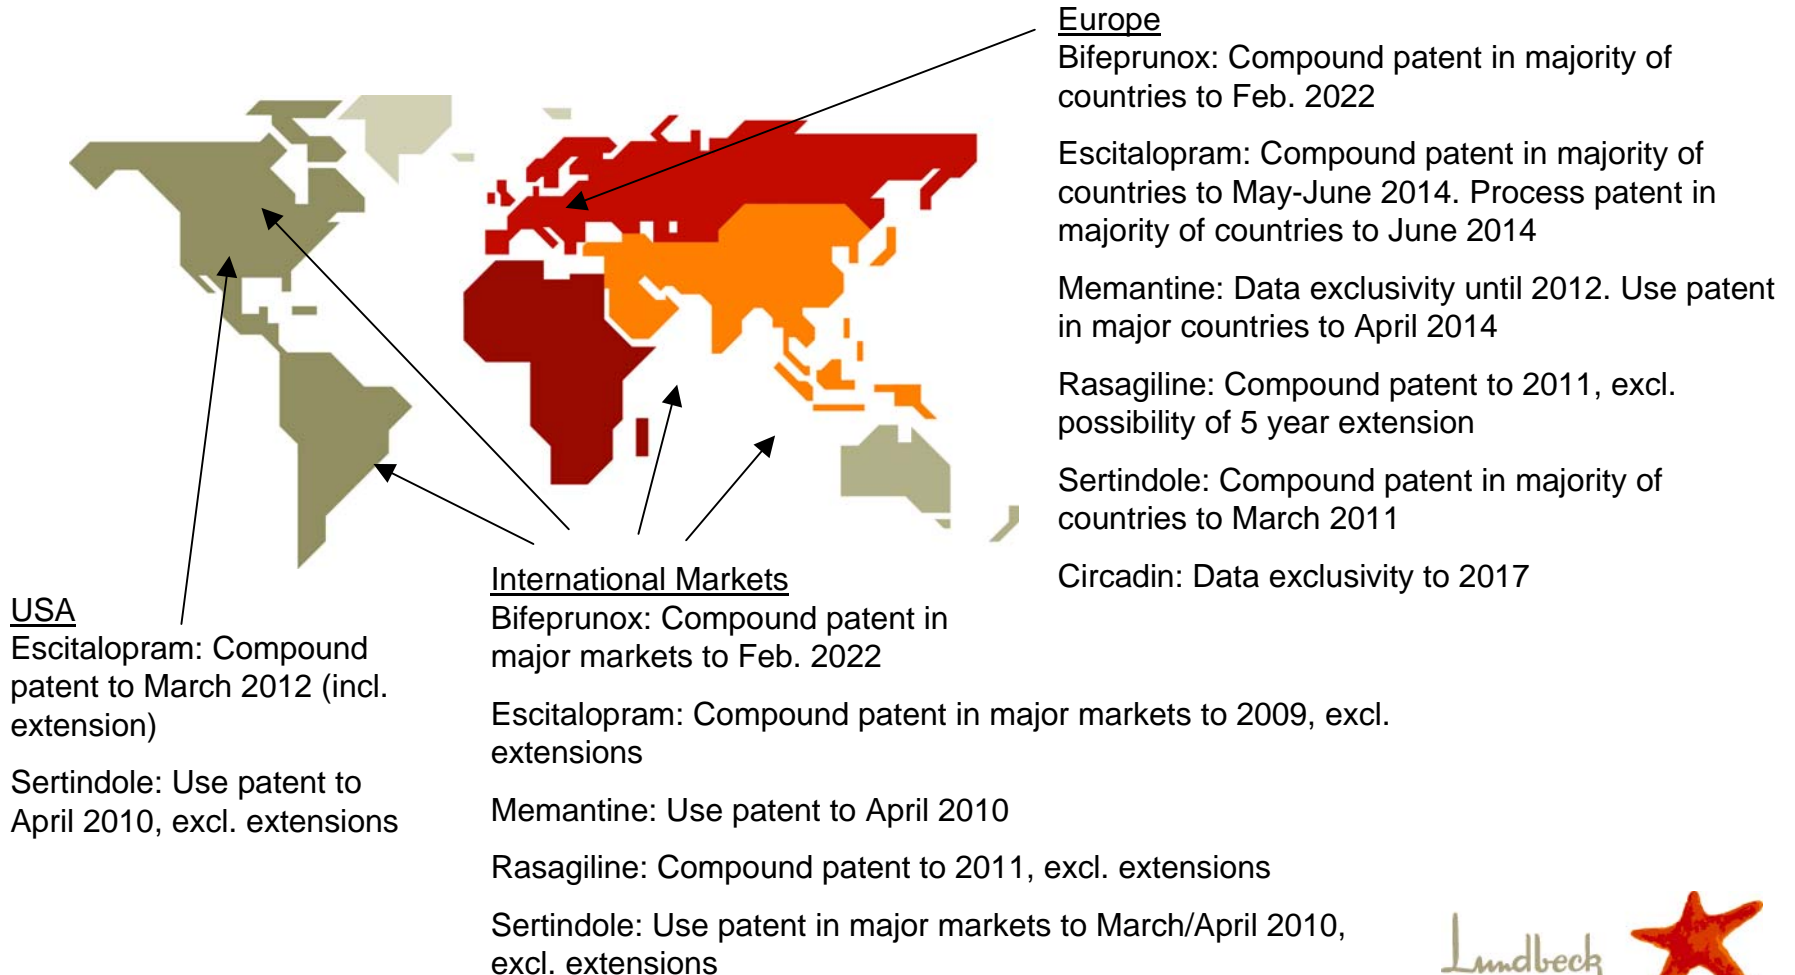 Europe
Bifeprunox: Compound patent in majority of
countries to Feb. 2022
Escitalopram: Compound patent in majority of
countries to May-June 2014. Process patent in
majority of countries to June 2014
Memantine: Data exclusivity until 2012. Use patent
in major countries to April 2014
Rasagiline: Compound patent to 2011, excl.
possibility of 5 year extension
Sertindole: Compound patent in majority of
countries to March 2011
Circadin: Data exclusivity to 2017
USA
Escitalopram: Compound
patent to March 2012 (incl.
extension)
Sertindole: Use patent to
April 2010, excl. extensions
International Markets
Bifeprunox: Compound patent in
major markets to Feb. 2022
Escitalopram: Compound patent in major markets to 2009, excl.
extensions
Memantine: Use patent to April 2010
Rasagiline: Compound patent to 2011, excl. extensions
Sertindole: Use patent in major markets to March/April 2010,
excl. extensions
Lundbeck